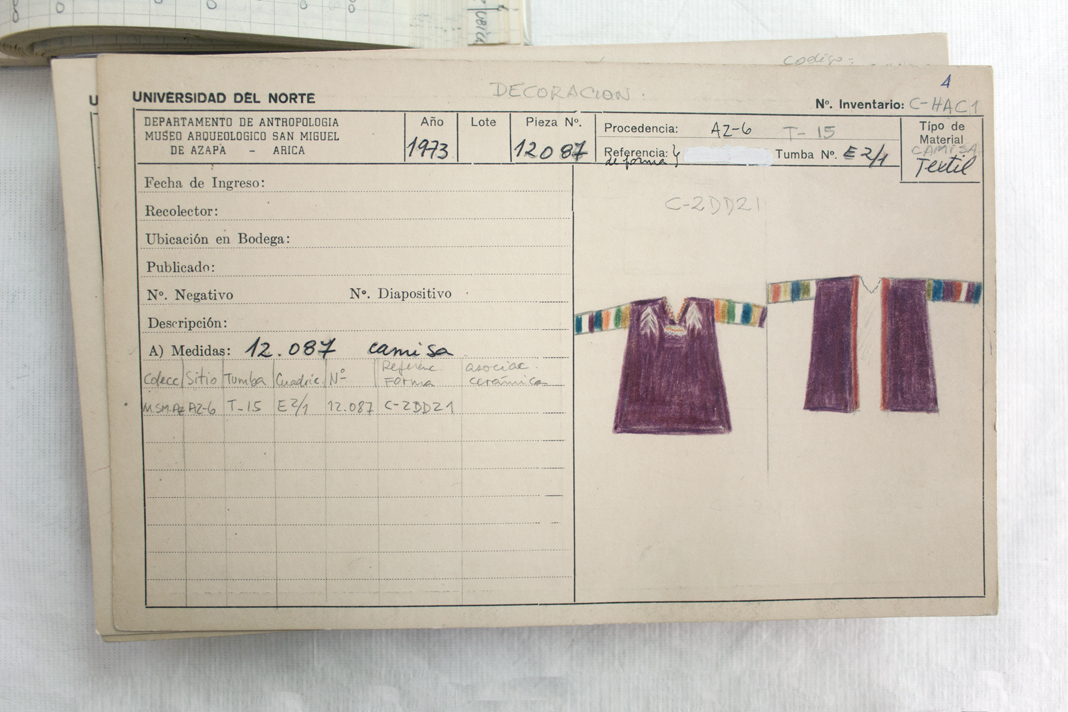 codigo:
DECORACION.
4
UNIVERSIDAD DEL NORTE
Nº. Inventario: C-HAC1
DEPARTAMENTO DE ANTROPOLOGIA
MUSEO ARQUEOLOGICO SAN MIGUEL
DE AZAPA - ARICA
Año
1973
Lote
Pieza Nº.
12087
Procedencia: AZ-6 T-15
Referencia:
de forma
Tumba Nº. E2/1
Tipo de
Material
CAMISA
Textil
Fecha de Ingreso:
Recolector:
Ubicación en Bodega:
Publicado:
Nº. Negativo Nº. Diapositivo
Descripción:
A) Medidas: 12.087 camisa
Colecc Sitio Tumba Cuadric Nº Referenc Forma asociac. cerámica
M.SM.AZ AZ-6 T-15 E2/1 12.087 C-2DD21
C-2DD21